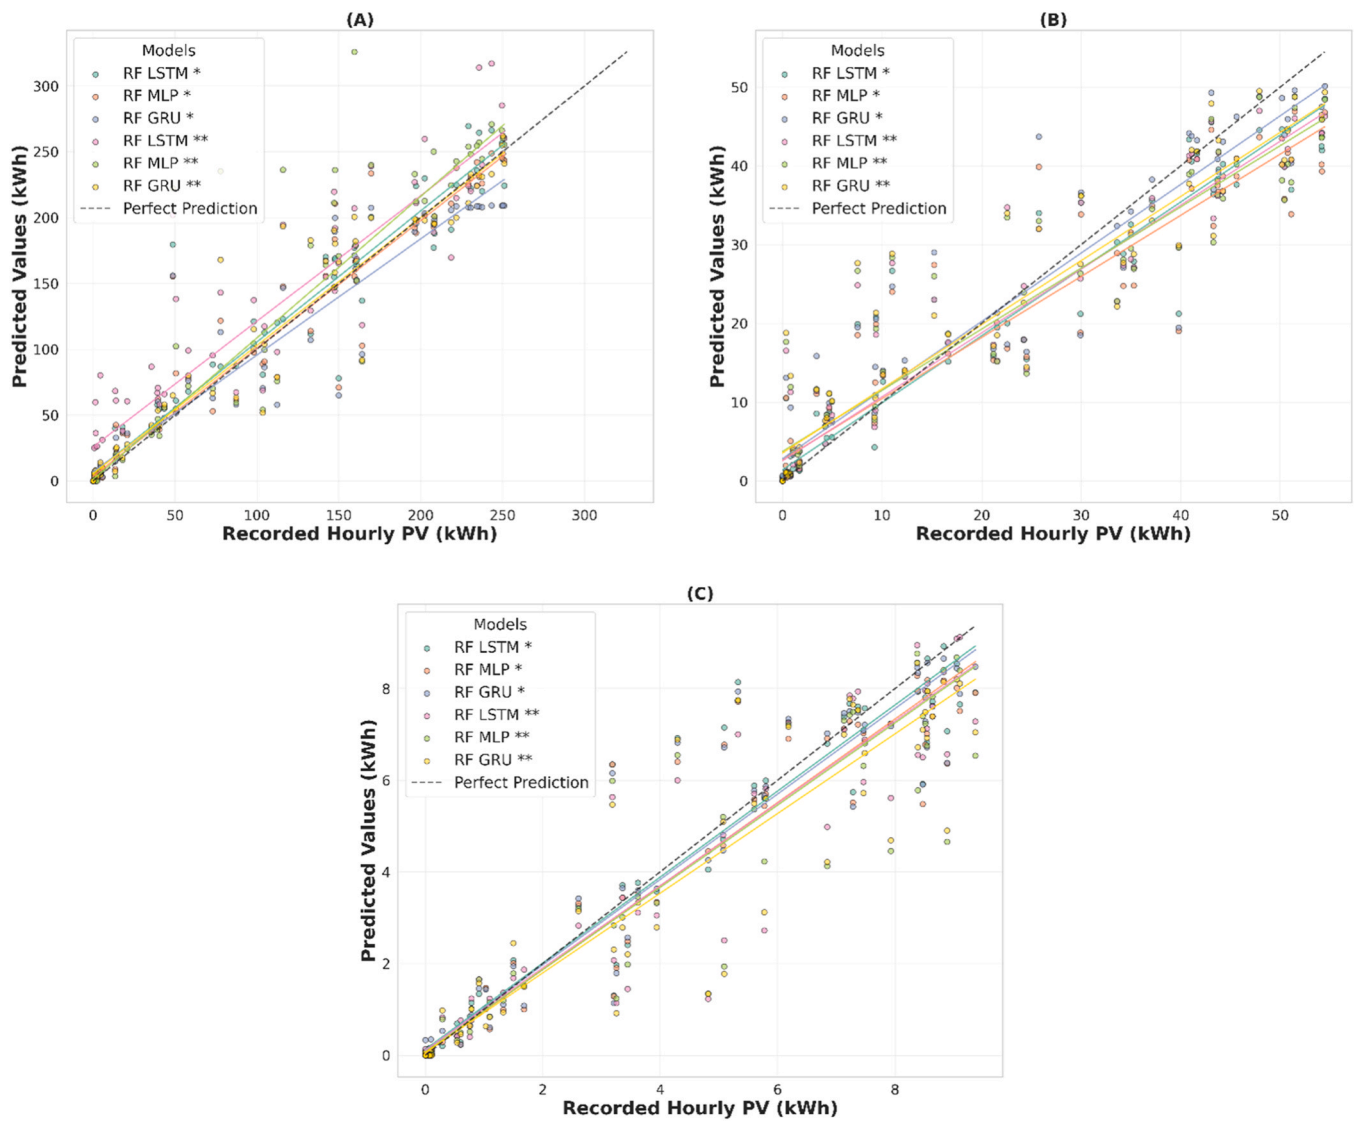 (A)
Models
RF LSTM *
RF MLP *
RF GRU *
RF LSTM **
RF MLP **
RF GRU **
Perfect Prediction
300
250
200
150
100
50
0
0 50 100 150 200 250 300
Predicted Values (kWh)
Recorded Hourly PV (kWh)
(B)
Models
RF LSTM *
RF MLP *
RF GRU *
RF LSTM **
RF MLP **
RF GRU **
Perfect Prediction
50
40
30
20
10
0
0 10 20 30 40 50
Predicted Values (kWh)
Recorded Hourly PV (kWh)
(C)
Models
RF LSTM *
RF MLP *
RF GRU *
RF LSTM **
RF MLP **
RF GRU **
Perfect Prediction
8
6
4
2
0
0 2 4 6 8
Predicted Values (kWh)
Recorded Hourly PV (kWh)